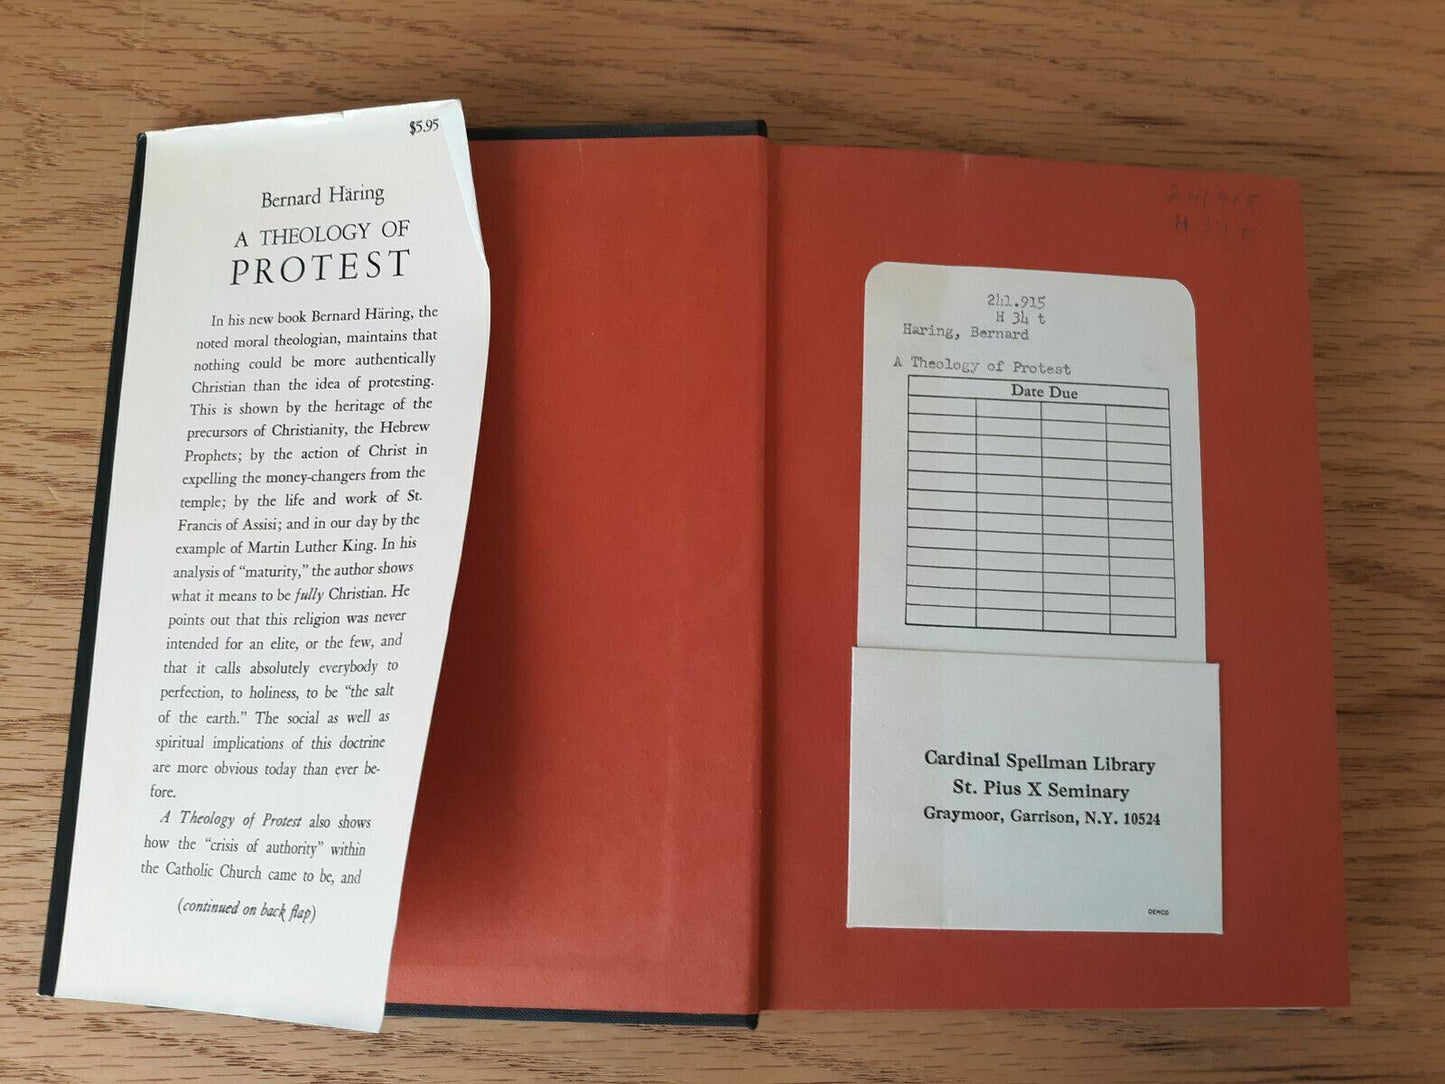 $5.95
Bernard Häring
A THEOLOGY OF
PROTEST
In his new book Bernard Häring, the
noted moral theologian, maintains that
nothing could be more authentically
Christian than the idea of protesting.
This is shown by the heritage of the
precursors of Christianity, the Hebrew
Prophets; by the action of Christ in
expelling the money-changers from the
temple; by the life and work of St.
Francis of Assisi; and in our day by the
example of Martin Luther King. In his
analysis of "maturity," the author shows
what it means to be fully Christian. He
points out that this religion was never
intended for an elite, or the few, and
that it calls absolutely everybody to
perfection, to holiness, to be "the salt
of the earth." The social as well as
spiritual implications of this doctrine
are more obvious today than ever be-
fore.
A Theology of Protest also shows
how the "crisis of authority" within
the Catholic Church came to be, and
(continued on back flap)
241.915
H 34 t
241.915
H 34 t
Haring, Bernard
A Theology of Protest
Date Due
Cardinal Spellman Library
St. Pius X Seminary
Graymoor, Garrison, N.Y. 10524
DEMCO